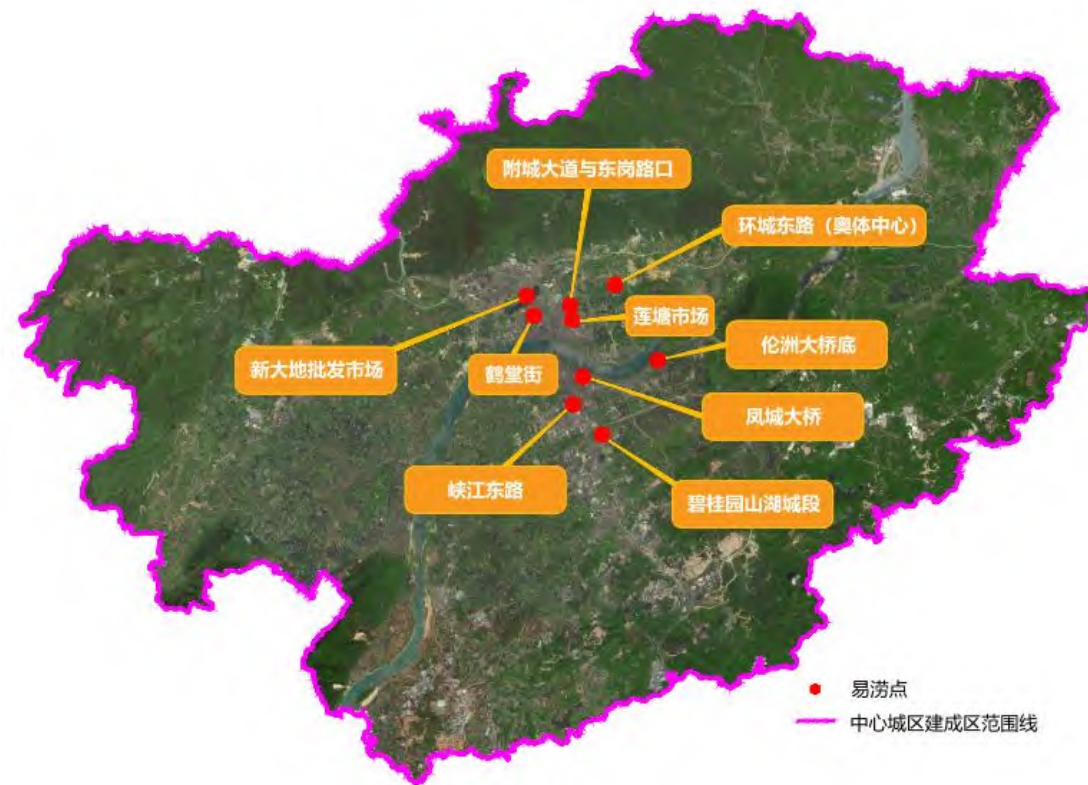 附城大道与东岗路口
环城东路（奥体中心）
莲塘市场
伦洲大桥底
新大地批发市场
鹤堂街
凤城大桥
峡江东路
碧桂园山湖城段
易涝点
中心城区建成区范围线